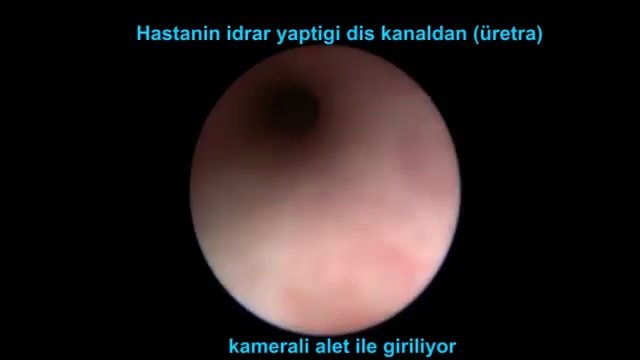 Hastanin idrar yaptigi dis kanaldan (üretra)
kamerali alet ile giriliyor